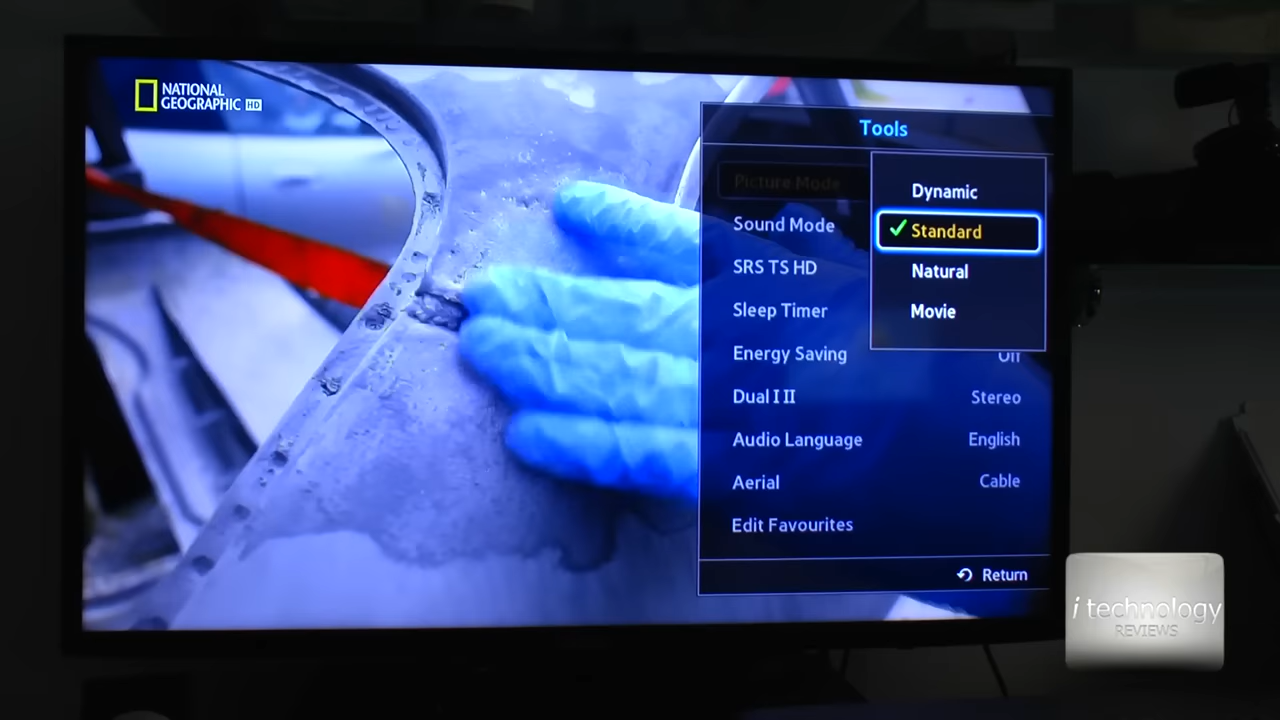 NATIONAL
GEOGRAPHIC HD
Tools
Picture Mode
Dynamic
Standard
Natural
Movie
Sound Mode
SRS TS HD
Sleep Timer
Energy Saving Off
Dual I II Stereo
Audio Language English
Aerial Cable
Edit Favourites
Return
i technology
REVIEWS